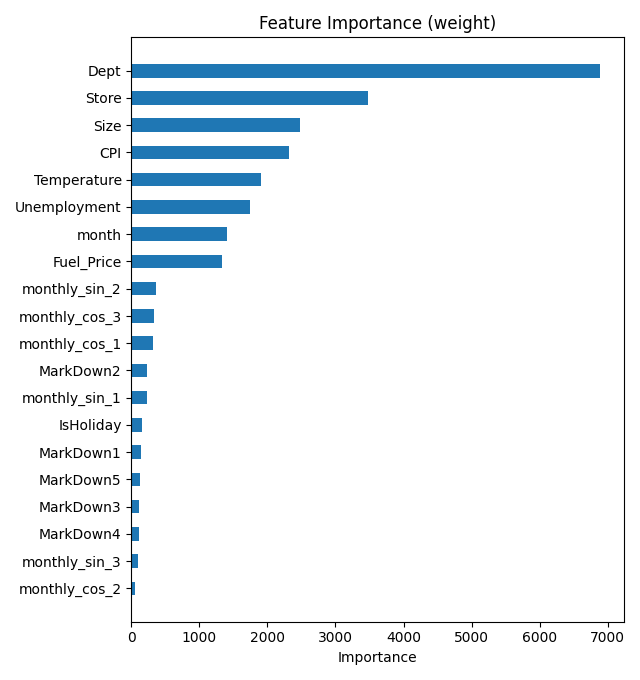 Feature Importance (weight)
Dept
Store
Size
CPI
Temperature
Unemployment
month
Fuel_Price
monthly_sin_2
monthly_cos_3
monthly_cos_1
MarkDown2
monthly_sin_1
IsHoliday
MarkDown1
MarkDown5
MarkDown3
MarkDown4
monthly_sin_3
monthly_cos_2
0 1000 2000 3000 4000 5000 6000 7000
Importance